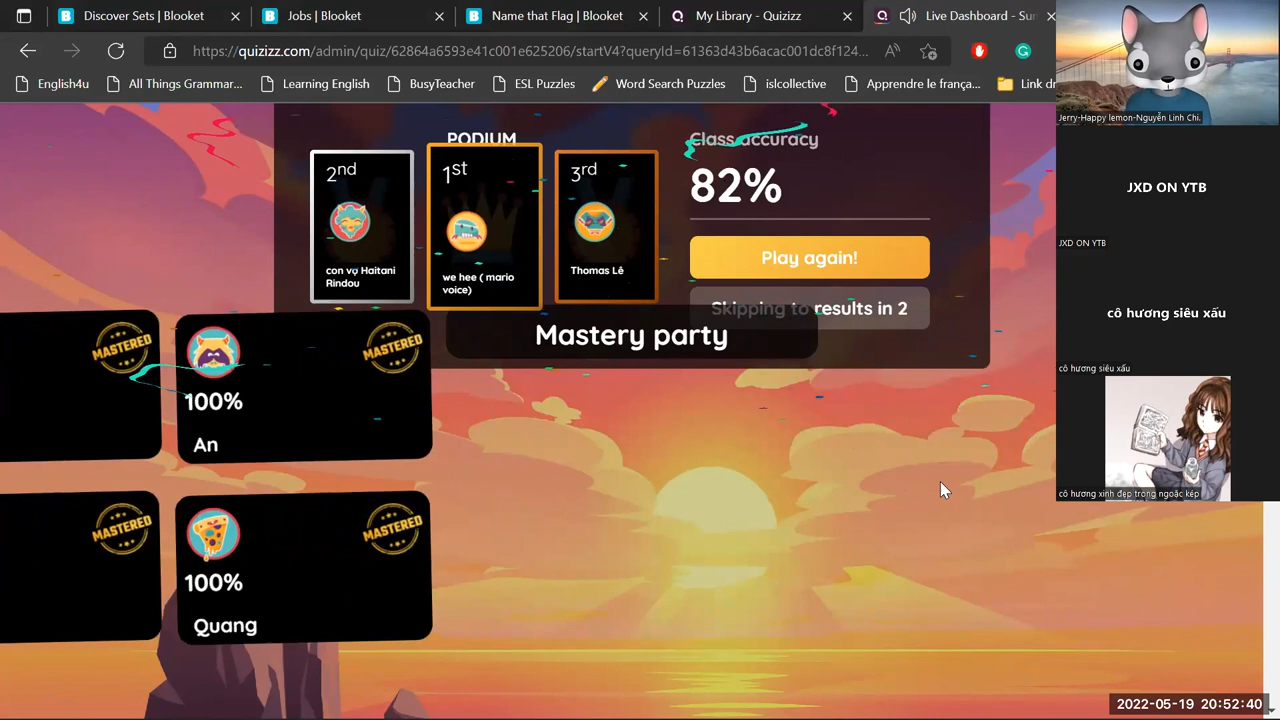 Discover Sets | Blooket
Jobs | Blooket
Name that Flag | Blooket
My Library - Quizizz
Live Dashboard - Sur
https://quizizz.com/admin/quiz/62864a6593e41c001e625206/startV4?queryId=61363d43b6acac001dc8f124...
English4u
All Things Grammar...
Learning English
BusyTeacher
ESL Puzzles
Word Search Puzzles
islcollective
Apprendre le frança...
Link dr
Jerry-Happy lemon-Nguyễn Linh Chi.
JXD ON YTB
JXD ON YTB
cô hương siêu xấu
cô hương siêu xấu
cô hương xinh đẹp trong ngoặc kép
PODIUM
2nd
con vợ Haitani
Rindou
1st
we hee ( mario
voice)
3rd
Thomas Lê
Class accuracy
82%
Play again!
Skipping to results in 2
Mastery party
MASTERED
MASTERED
100%
An
MASTERED
MASTERED
100%
Quang
2022-05-19 20:52:40